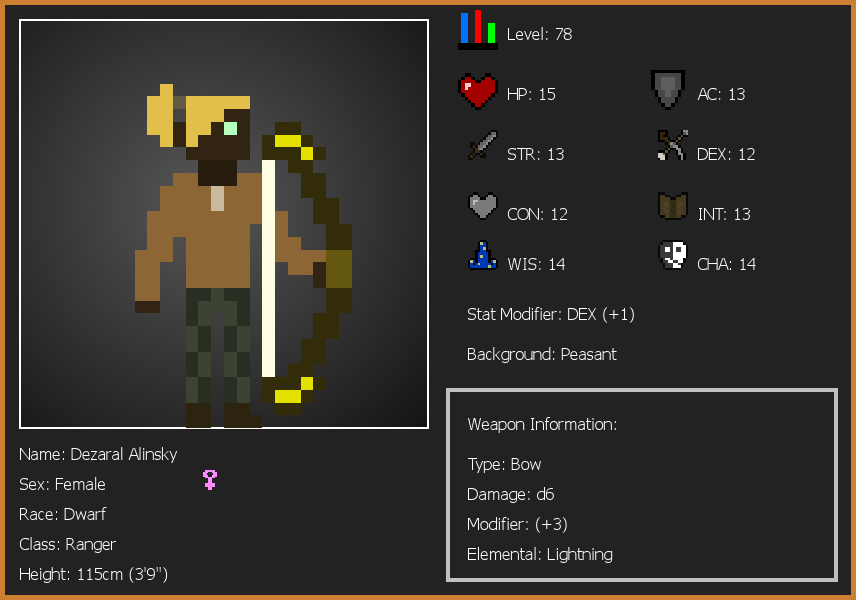 Level: 78
HP: 15
AC: 13
STR: 13
DEX: 12
CON: 12
INT: 13
WIS: 14
CHA: 14
Stat Modifier: DEX (+1)
Background: Peasant
Weapon Information:
Type: Bow
Damage: d6
Modifier: (+3)
Elemental: Lightning
Name: Dezaral Alinsky
Sex: Female
Race: Dwarf
Class: Ranger
Height: 115cm (3'9")